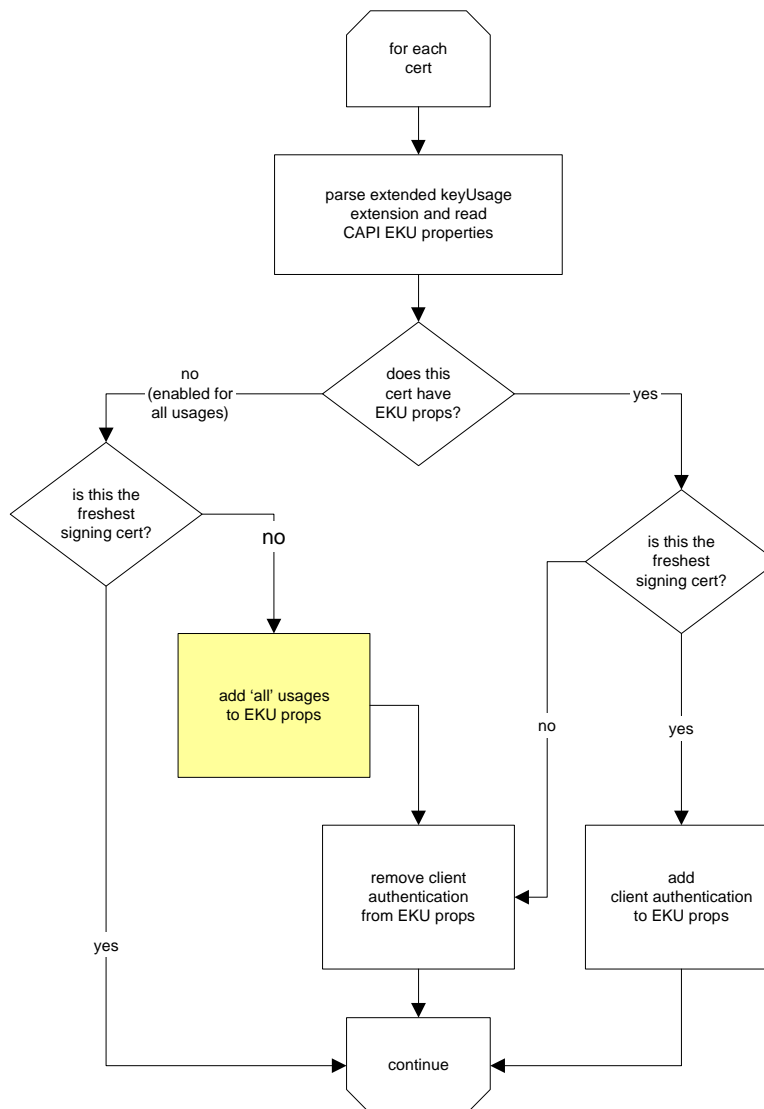 for each
cert
parse extended keyUsage
extension and read
CAPI EKU properties
does this
cert have
EKU props?
no
(enabled for
all usages)
yes
is this the
freshest
signing cert?
no
is this the
freshest
signing cert?
add ‘all’ usages
to EKU props
no
yes
remove client
authentication
from EKU props
add
client authentication
to EKU props
yes
continue